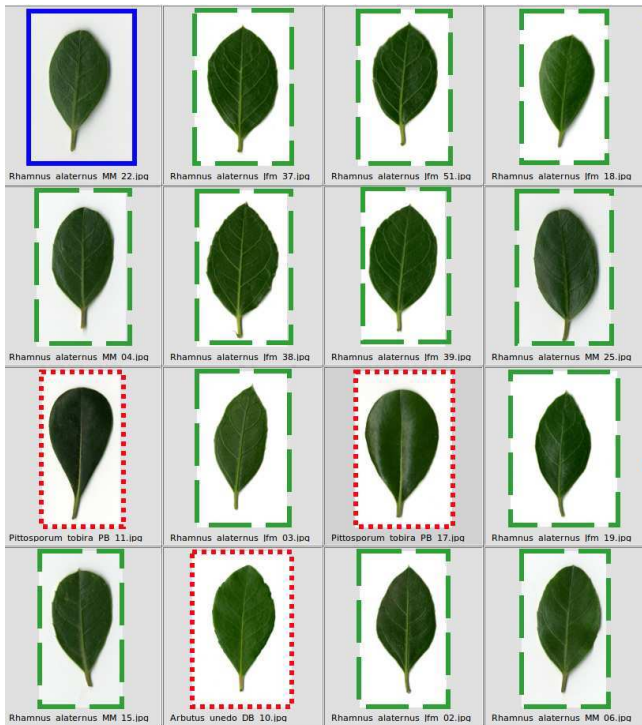 Rhamnus alaternus MM 22.jpg
Rhamnus alaternus Jfm 37.jpg
Rhamnus alaternus Jfm 51.jpg
Rhamnus alaternus Jfm 18.jpg
Rhamnus alaternus MM 04.jpg
Rhamnus alaternus Jfm 38.jpg
Rhamnus alaternus Jfm 39.jpg
Rhamnus alaternus MM 25.jpg
Pittosporum tobira PB 11.jpg
Rhamnus alaternus Jfm 03.jpg
Pittosporum tobira PB 17.jpg
Rhamnus alaternus Jfm 19.jpg
Rhamnus alaternus MM 15.jpg
Arbutus unedo DB 10.jpg
Rhamnus alaternus Jfm 02.jpg
Rhamnus alaternus MM 06.jpg